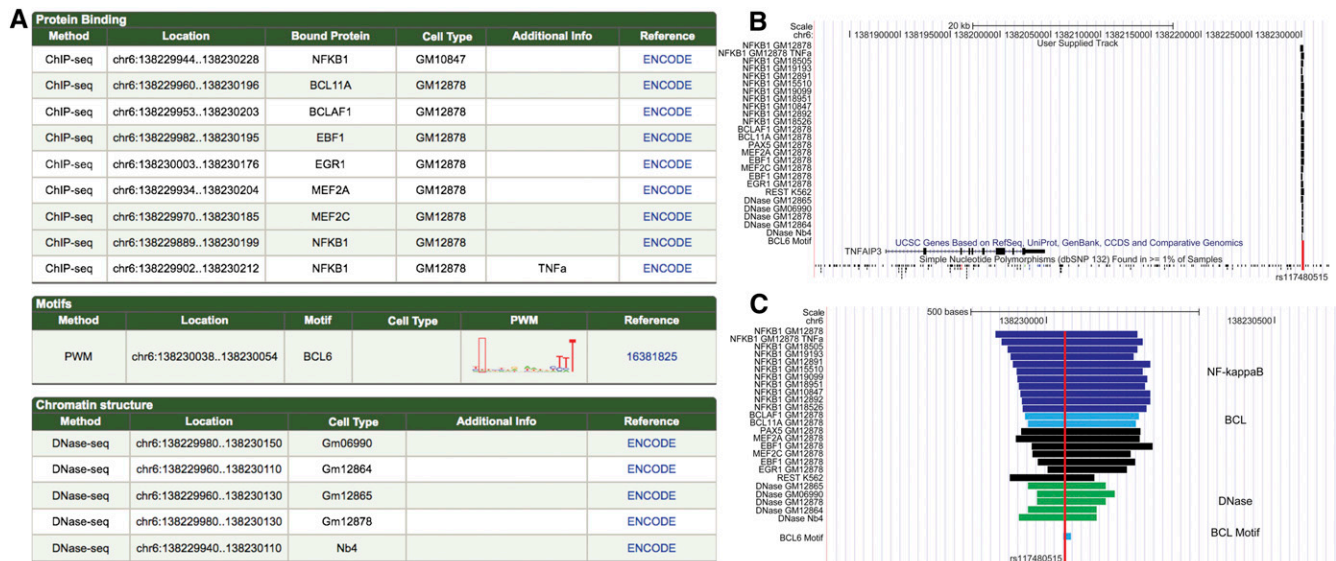 A
Protein Binding
Method Location Bound Protein Cell Type Additional Info Reference
ChIP-seq chr6:138229944..138230228 NFKB1 GM10847 ENCODE
ChIP-seq chr6:138229960..138230196 BCL11A GM12878 ENCODE
ChIP-seq chr6:138229953..138230203 BCLAF1 GM12878 ENCODE
ChIP-seq chr6:138229982..138230195 EBF1 GM12878 ENCODE
ChIP-seq chr6:138230003..138230176 EGR1 GM12878 ENCODE
ChIP-seq chr6:138229934..138230204 MEF2A GM12878 ENCODE
ChIP-seq chr6:138229970..138230185 MEF2C GM12878 ENCODE
ChIP-seq chr6:138229889..138230199 NFKB1 GM12878 ENCODE
ChIP-seq chr6:138229902..138230212 NFKB1 GM12878 TNFa ENCODE
Motifs
Method Location Motif Cell Type PWM Reference
PWM chr6:138230038..138230054 BCL6 16381825
Chromatin structure
Method Location Cell Type Additional Info Reference
DNase-seq chr6:138229980..138230150 Gm06990 ENCODE
DNase-seq chr6:138229960..138230110 Gm12864 ENCODE
DNase-seq chr6:138229960..138230130 Gm12865 ENCODE
DNase-seq chr6:138229980..138230130 Gm12878 ENCODE
DNase-seq chr6:138229940..138230110 Nb4 ENCODE
B
Scale 20 kb
chr6: 138190000 138195000 138200000 138205000 138210000 138215000 138220000 138225000 138230000
User Supplied Track
NFKB1 GM12878
NFKB1 GM12878 TNFa
NFKB1 GM18505
NFKB1 GM19193
NFKB1 GM12891
NFKB1 GM15510
NFKB1 GM19099
NFKB1 GM18951
NFKB1 GM10847
NFKB1 GM12892
NFKB1 GM18526
BCLAF1 GM12878
BCL11A GM12878
PAX5 GM12878
MEF2A GM12878
EBF1 GM12878
MEF2C GM12878
EBF1 GM12878
EGR1 GM12878
REST K562
DNase GM12865
DNase GM06990
DNase GM12878
DNase GM12864
DNase Nb4
BCL6 Motif
UCSC Genes Based on RefSeq, UniProt, GenBank, CCDS and Comparative Genomics
TNFAIP3
Simple Nucleotide Polymorphisms (dbSNP 132) Found in >= 1% of Samples
rs117480515
C
Scale 500 bases
chr6 138230000 138230500
NFKB1 GM12878
NFKB1 GM12878 TNFa
NFKB1 GM18505
NFKB1 GM19193
NFKB1 GM12891
NFKB1 GM15510
NFKB1 GM19099
NFKB1 GM18951
NFKB1 GM10847
NFKB1 GM12892
NFKB1 GM18526
NF-kappaB
BCLAF1 GM12878
BCL11A GM12878
BCL
PAX5 GM12878
MEF2A GM12878
EBF1 GM12878
MEF2C GM12878
EBF1 GM12878
EGR1 GM12878
REST K562
DNase GM12865
DNase GM06990
DNase GM12878
DNase GM12864
DNase Nb4
DNase
BCL6 Motif
BCL Motif
rs117480515